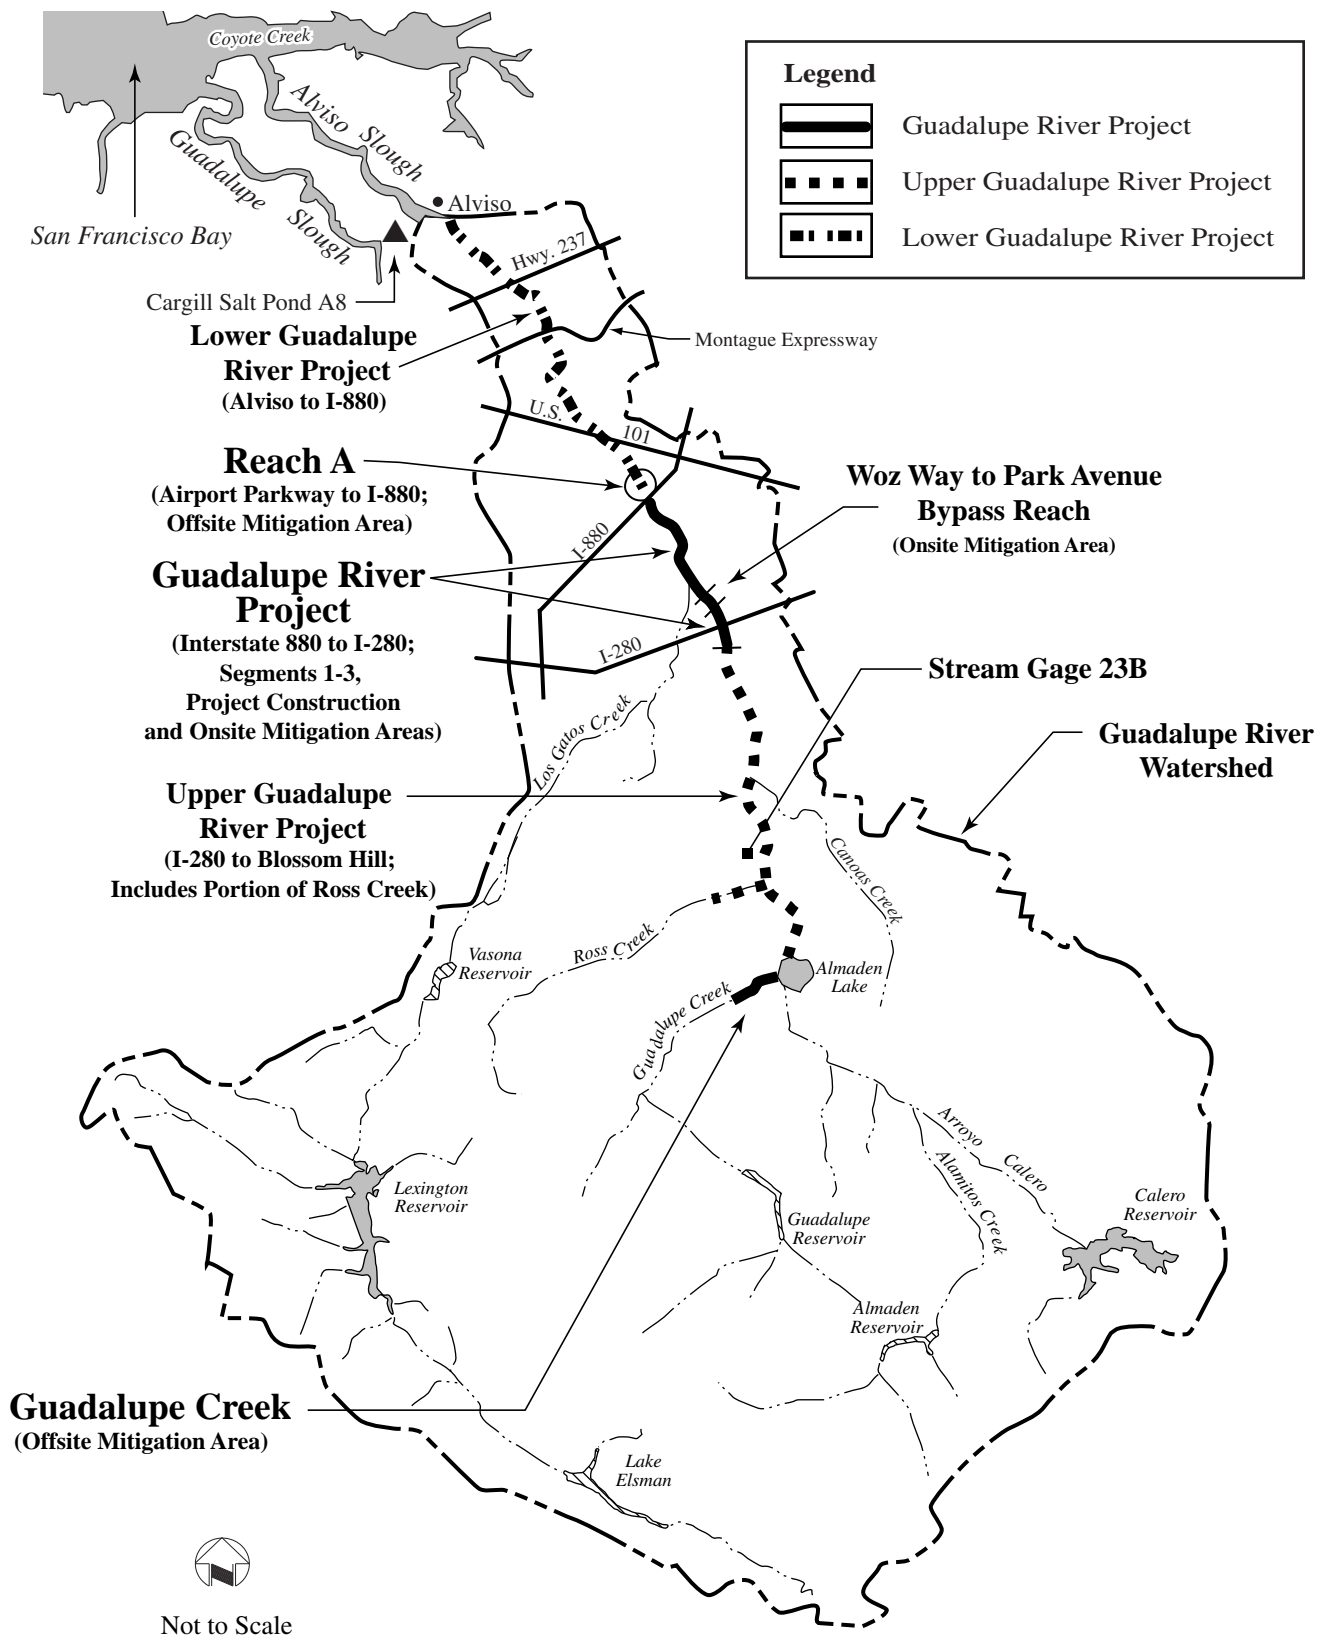 Coyote Creek
Alviso Slough
Guadalupe Slough
San Francisco Bay
Alviso
Cargill Salt Pond A8
Legend
Guadalupe River Project
Upper Guadalupe River Project
Lower Guadalupe River Project
Hwy. 237
Montague Expressway
Lower Guadalupe
River Project
(Alviso to I-880)
U.S. 101
Reach A
(Airport Parkway to I-880;
Offsite Mitigation Area)
Woz Way to Park Avenue
Bypass Reach
(Onsite Mitigation Area)
I-880
Guadalupe River
Project
(Interstate 880 to I-280;
Segments 1-3,
Project Construction
and Onsite Mitigation Areas)
I-280
Stream Gage 23B
Los Gatos Creek
Guadalupe River
Watershed
Upper Guadalupe
River Project
(I-280 to Blossom Hill;
Includes Portion of Ross Creek)
Canoas Creek
Ross Creek
Vasona
Reservoir
Almaden
Lake
Guadalupe Creek
Arroyo Calero
Alamitos Creek
Lexington
Reservoir
Guadalupe
Reservoir
Calero
Reservoir
Almaden
Reservoir
Guadalupe Creek
(Offsite Mitigation Area)
Lake
Elsman
N
Not to Scale